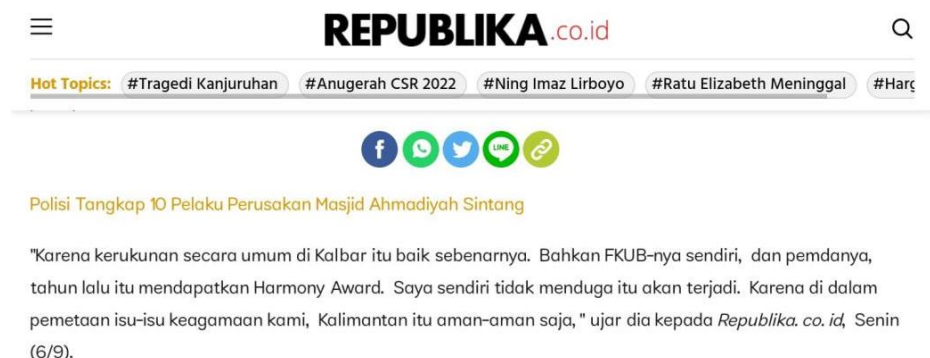 REPUBLIKA.co.id
Hot Topics: #Tragedi Kanjuruhan #Anugerah CSR 2022 #Ning Imaz Lirboyo #Ratu Elizabeth Meninggal #Harg
LINE
Polisi Tangkap 10 Pelaku Perusakan Masjid Ahmadiyah Sintang
"Karena kerukunan secara umum di Kalbar itu baik sebenarnya. Bahkan FKUB-nya sendiri, dan pemdanya,
tahun lalu itu mendapatkan Harmony Award. Saya sendiri tidak menduga itu akan terjadi. Karena di dalam
pemetaan isu-isu keagamaan kami, Kalimantan itu aman-aman saja, " ujar dia kepada Republika. co. id, Senin
(6/9).